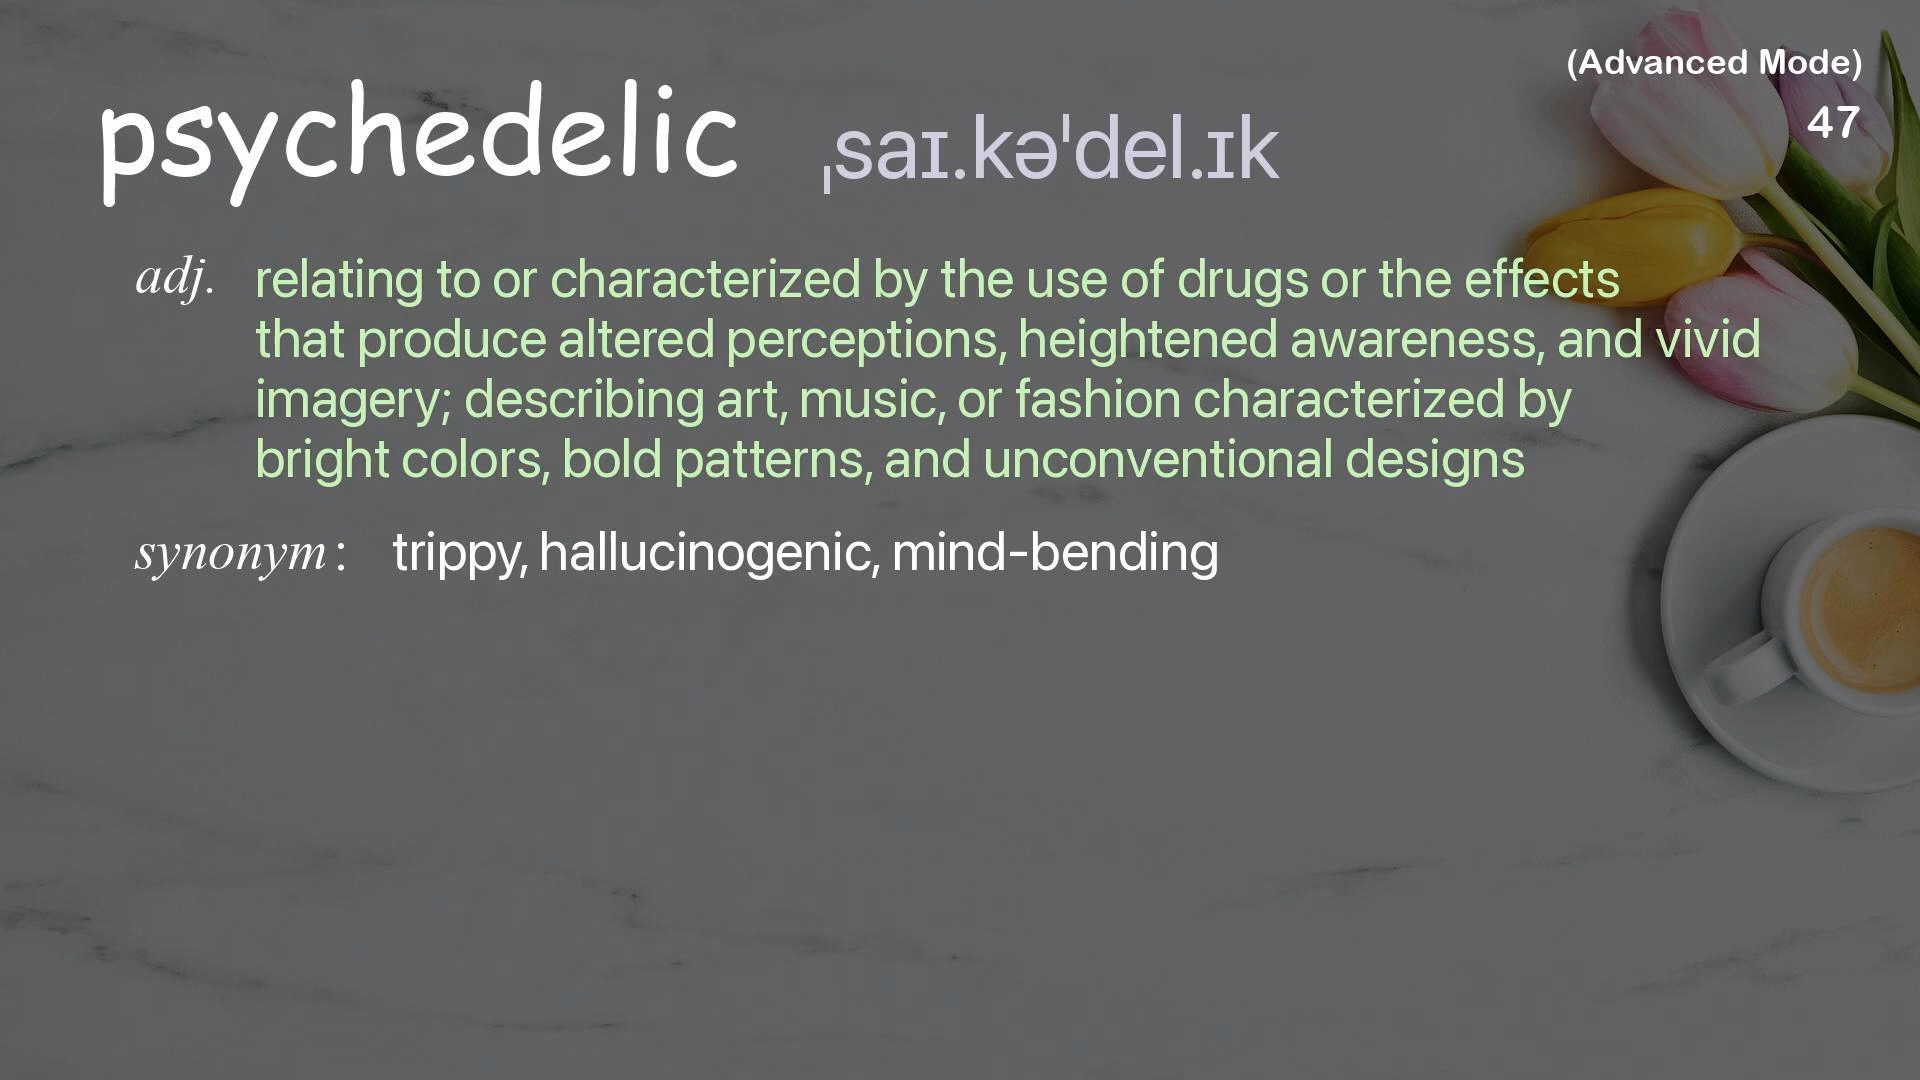 (Advanced Mode)
47
psychedelic ˌsaɪ.kəˈdel.ɪk
adj. relating to or characterized by the use of drugs or the effects
that produce altered perceptions, heightened awareness, and vivid
imagery; describing art, music, or fashion characterized by
bright colors, bold patterns, and unconventional designs
synonym : trippy, hallucinogenic, mind-bending